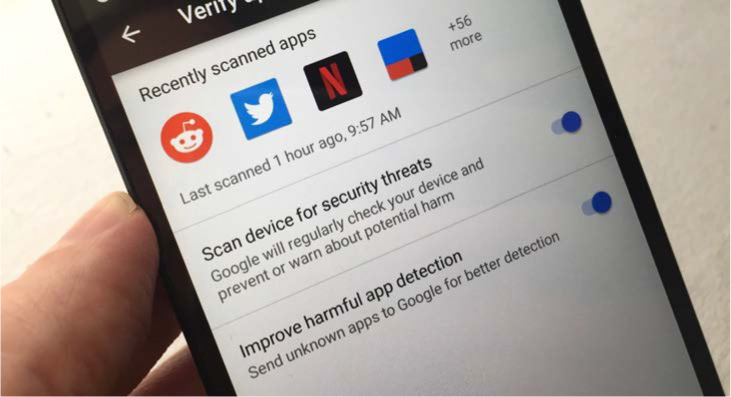 Verify
Recently scanned apps
+56
more
N
Last scanned 1 hour ago, 9:57 AM
Scan device for security threats
Google will regularly check your device and
prevent or warn about potential harm
Improve harmful app detection
Send unknown apps to Google for better detection